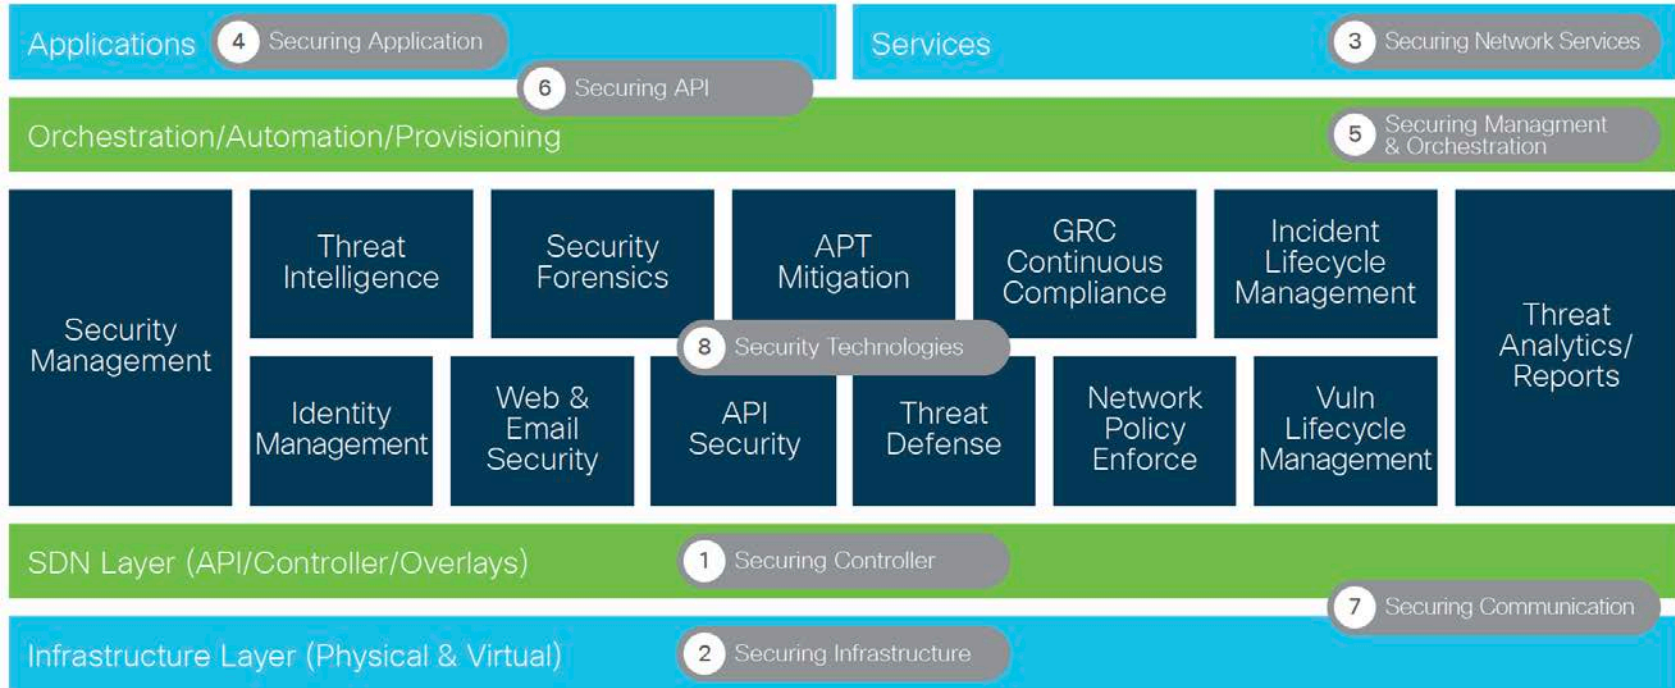 Applications
4 Securing Application
Services
3 Securing Network Services
6 Securing API
Orchestration/Automation/Provisioning
5 Securing Managment
& Orchestration
Security
Management
Threat
Intelligence
Security
Forensics
APT
Mitigation
GRC
Continuous
Compliance
Incident
Lifecycle
Management
Threat
Analytics/
Reports
8 Security Technologies
Identity
Management
Web &
Email
Security
API
Security
Threat
Defense
Network
Policy
Enforce
Vuln
Lifecycle
Management
SDN Layer (API/Controller/Overlays)
1 Securing Controller
7 Securing Communication
Infrastructure Layer (Physical & Virtual)
2 Securing Infrastructure